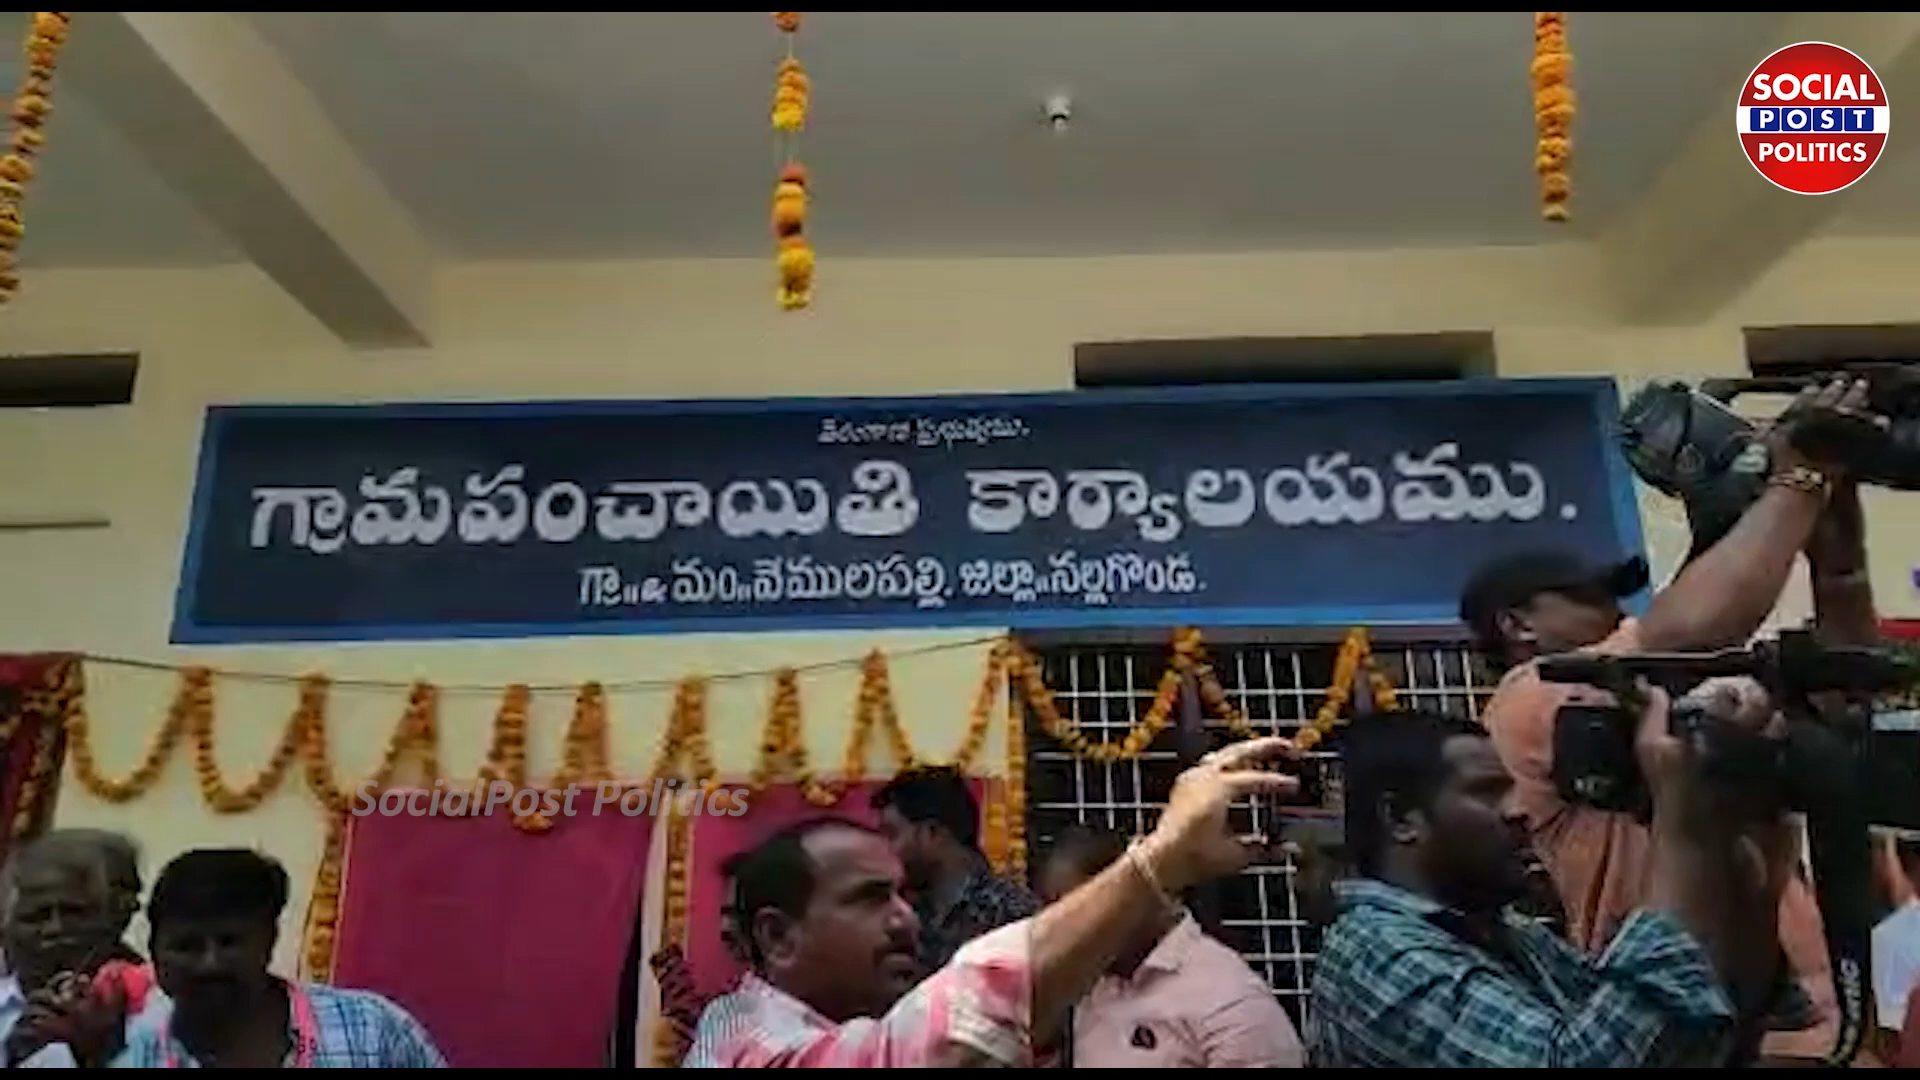 SOCIAL
POST
POLITICS
తెలంగాణ ప్రభుత్వము.
గ్రామపంచాయితి కార్యాలయము.
గ్రా॥ & మం॥ వేములపల్లి. జిల్లా॥ నల్లగొండ.
SocialPost Politics